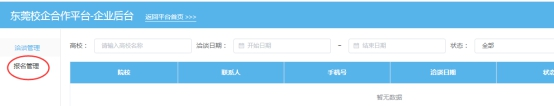 东莞校企合作平台-企业后台 返回平台首页 >>>
洽谈管理
报名管理
高校： 请输入高校名称 洽谈日期： 开始日期 - 结束日期 状态： 全部
院校 联系人 手机号 洽谈日期
暂无数据